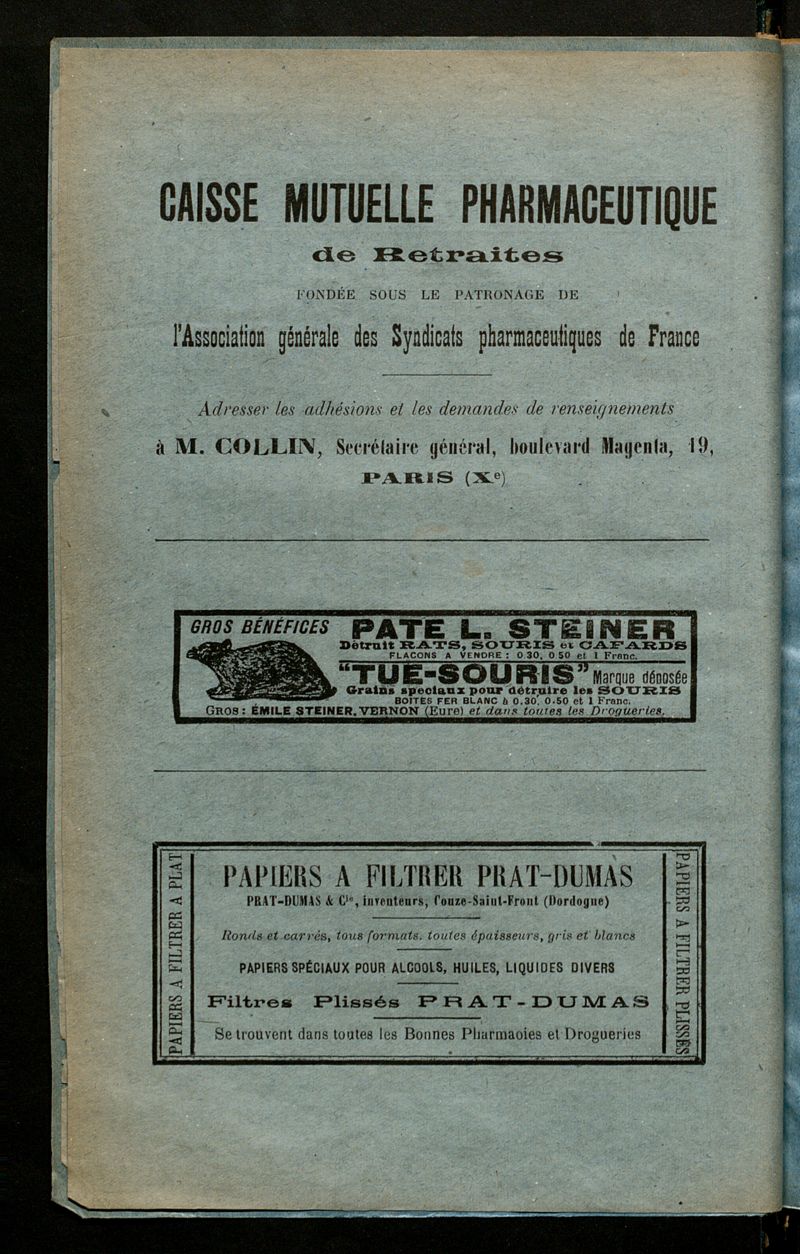 CAISSE MUTUELLE PHARMACEUTIQUE
de Retraites
FONDÉE SOUS LE PATRONAGE DE
l'Association générale des Syndicats pharmaceutiques de France
Adresser les adhésions et les demandes de renseignements
à M. COLLIN, Secrétaire général, boulevard Magenta, 19,
PARIS (Xe)
GROS BÉNÉFICES
PATE L. STEINER
Détruit RATS, SOURIS et CAFARDS
FLACONS A VENDRE : 0.30, 0.50 et 1 Franc.
“TUE-SOURIS” Marque déposée
Grains spéciaux pour détruire les SOURIS
BOITES FER BLANC à 0.30, 0.50 et 1 Franc.
GROS : ÉMILE STEINER, VERNON (Eure) et dans toutes les Drogueries.
PAPIERS A FILTRER A PLAT
PAPIERS A FILTRER PRAT-DUMAS
PRAT-DUMAS & Cie, inventeurs, Couze-Saint-Front (Dordogne)
Ronds et carrés, tous formats, toutes épaisseurs, gris et blancs
PAPIERS SPÉCIAUX POUR ALCOOLS, HUILES, LIQUIDES DIVERS
Filtres Plissés PRAT-DUMAS
Se trouvent dans toutes les Bonnes Pharmacies et Drogueries
PAPIERS A FILTRER PLISSÉS